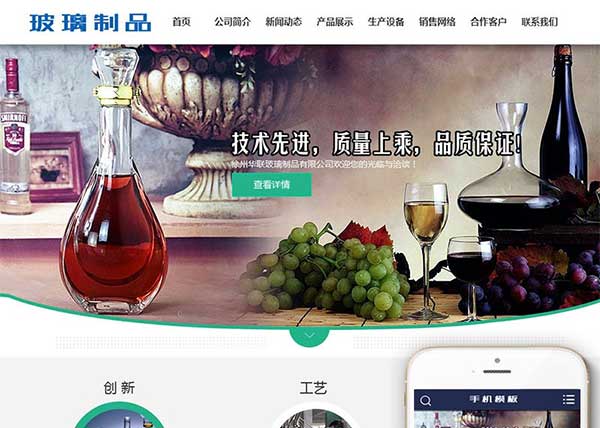 玻璃制品
首页 公司简介 新闻动态 产品展示 生产设备 销售网络 合作客户 联系我们
SMIRNOFF
技术先进，质量上乘，品质保证!
徐州华联玻璃制品有限公司欢迎您的光临与洽谈！
查看详情
创新 工艺
手机模板